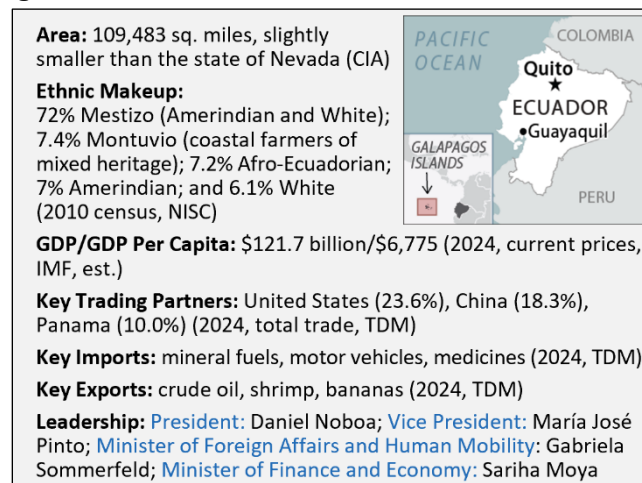 Area: 109,483 sq. miles, slightly
smaller than the state of Nevada (CIA)
Ethnic Makeup:
72% Mestizo (Amerindian and White);
7.4% Montuvio (coastal farmers of
mixed heritage); 7.2% Afro-Ecuadorian;
7% Amerindian; and 6.1% White
(2010 census, NISC)
PACIFIC
OCEAN
COLOMBIA
Quito
ECUADOR
Guayaquil
GALAPAGOS
ISLANDS
PERU
GDP/GDP Per Capita: $121.7 billion/$6,775 (2024, current prices,
IMF, est.)
Key Trading Partners: United States (23.6%), China (18.3%),
Panama (10.0%) (2024, total trade, TDM)
Key Imports: mineral fuels, motor vehicles, medicines (2024, TDM)
Key Exports: crude oil, shrimp, bananas (2024, TDM)
Leadership: President: Daniel Noboa; Vice President: María José
Pinto; Minister of Foreign Affairs and Human Mobility: Gabriela
Sommerfeld; Minister of Finance and Economy: Sariha Moya